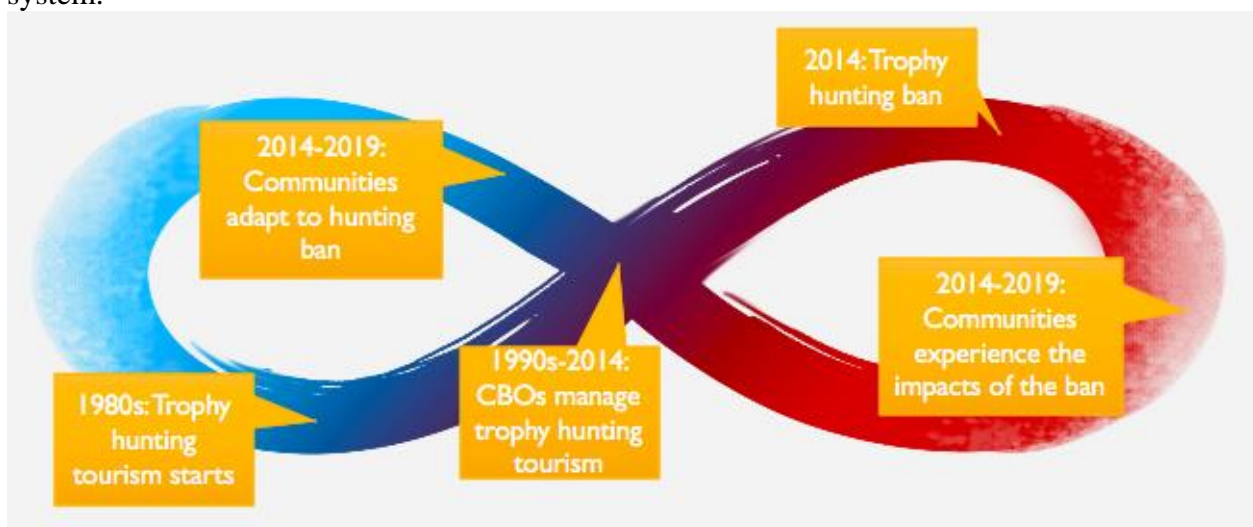 system.
2014: Trophy
hunting ban
2014-2019:
Communities
adapt to hunting
ban
2014-2019:
Communities
experience the
impacts of the ban
1990s-2014:
CBOs manage
trophy hunting
tourism
1980s: Trophy
hunting
tourism starts